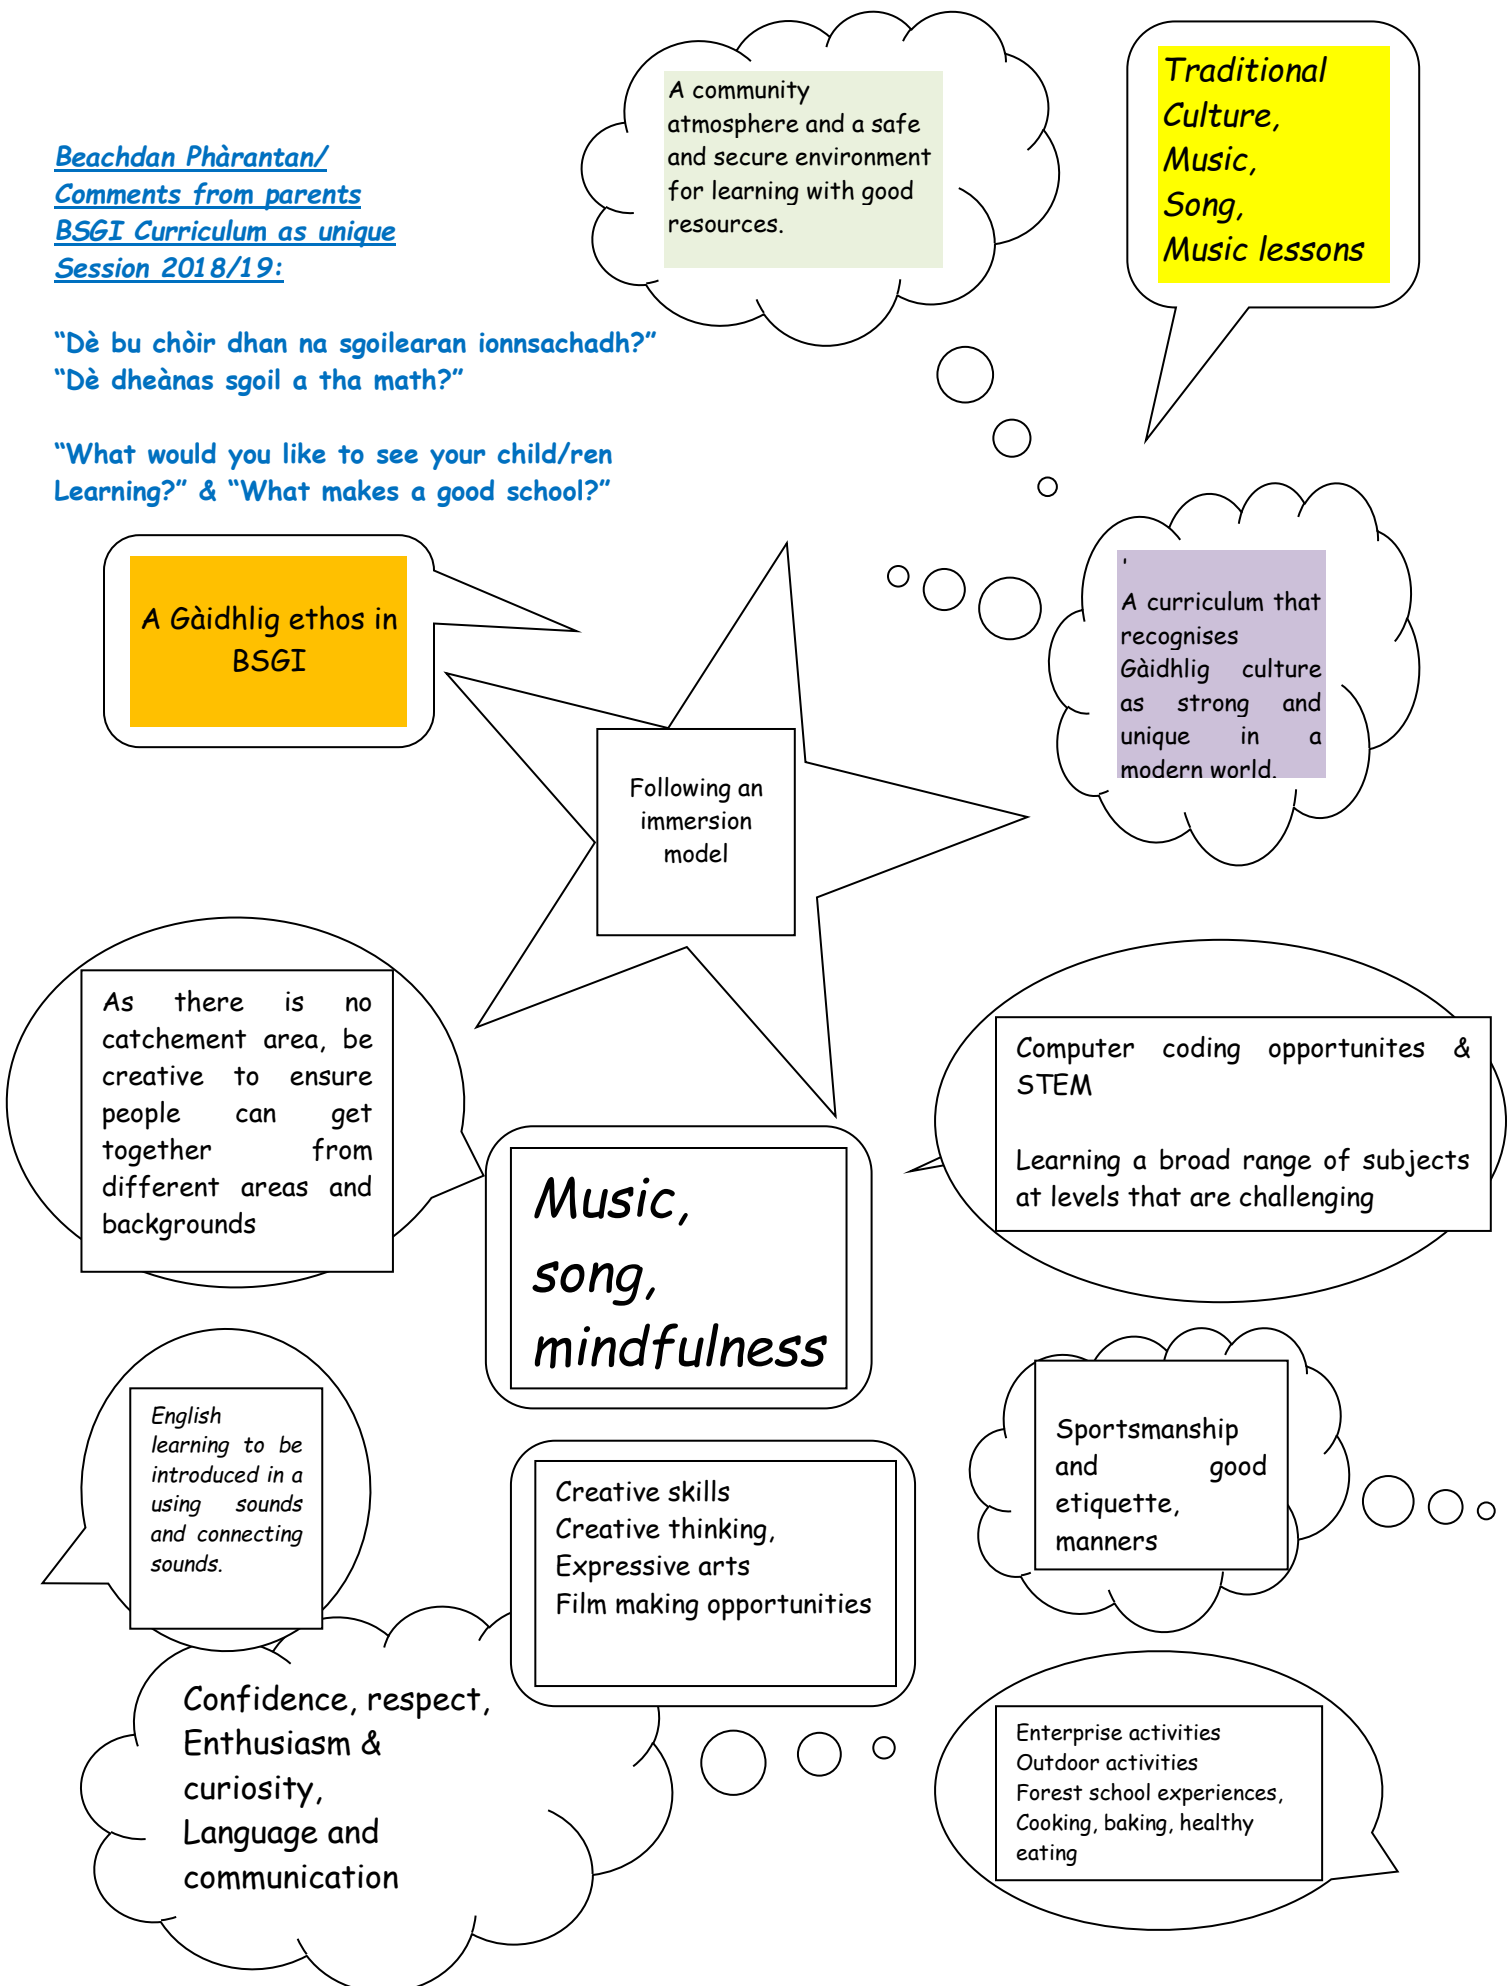 Beachdan Phàrantan/
Comments from parents
BSGI Curriculum as unique
Session 2018/19:
“Dè bu chòir dhan na sgoilearan ionnsachadh?”
“Dè dheànas sgoil a tha math?”
“What would you like to see your child/ren
Learning?” & “What makes a good school?”
A community
atmosphere and a safe
and secure environment
for learning with good
resources.
Traditional
Culture,
Music,
Song,
Music lessons
A Gàidhlig ethos in
BSGI
Following an
immersion
model
'
A curriculum that
recognises
Gàidhlig culture
as strong and
unique in a
modern world.
As there is no
catchement area, be
creative to ensure
people can get
together from
different areas and
backgrounds
Computer coding opportunites &
STEM
Learning a broad range of subjects
at levels that are challenging
Music,
song,
mindfulness
English
learning to be
introduced in a
using sounds
and connecting
sounds.
Creative skills
Creative thinking,
Expressive arts
Film making opportunities
Sportsmanship
and good
etiquette,
manners
Confidence, respect,
Enthusiasm &
curiosity,
Language and
communication
Enterprise activities
Outdoor activities
Forest school experiences,
Cooking, baking, healthy
eating